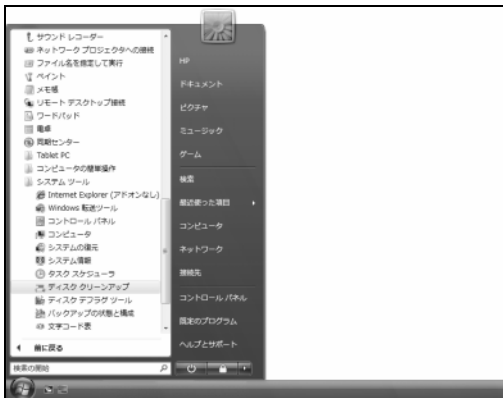 サウンド レコーダー
ネットワーク プロジェクタへの接続
ファイル名を指定して実行
ペイント
メモ帳
リモート デスクトップ接続
ワードパッド
電卓
同期センター
Tablet PC
コンピュータの簡単操作
システム ツール
Internet Explorer (アドオンなし)
Windows 転送ツール
コントロール パネル
コンピュータ
システムの復元
システム情報
タスク スケジューラ
ディスク クリーンアップ
ディスク デフラグ ツール
バックアップの状態と構成
文字コード表
前に戻る
検索の開始
HP
ドキュメント
ピクチャ
ミュージック
ゲーム
検索
最近使った項目
コンピュータ
ネットワーク
接続先
コントロール パネル
既定のプログラム
ヘルプとサポート